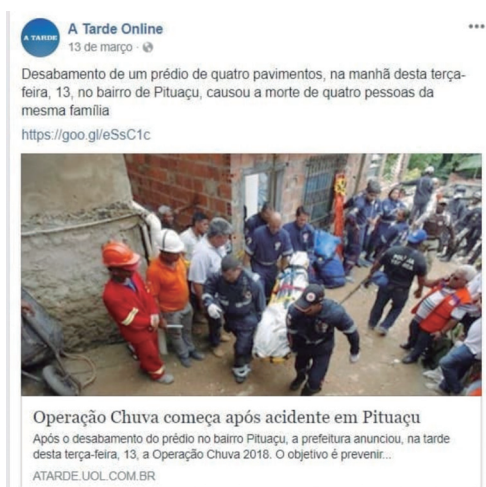 A TARDE
A Tarde Online
13 de março
Desabamento de um prédio de quatro pavimentos, na manhã desta terça-
feira, 13, no bairro de Pituaçu, causou a morte de quatro pessoas da
mesma família
https://goo.gl/eSsC1c
Operação Chuva começa após acidente em Pituaçu
Após o desabamento do prédio no bairro Pituaçu, a prefeitura anunciou, na tarde
desta terça-feira, 13, a Operação Chuva 2018. O objetivo é prevenir...
ATARDE.UOL.COM.BR